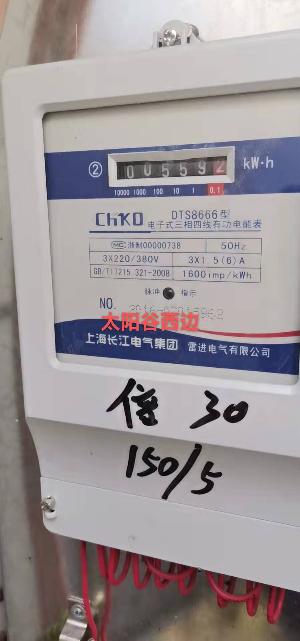 ② 005592 kW·h
10000 1000 100 10 1 0.1
CHKO DTS8666型
电子式三相四线有功电能表
MC 浙制00000738 50Hz
3X220/380V 3X1.5(6)A
GB/T17215.321-2008 1600imp/kWh
脉冲 指示
NO.
太阳谷西边
上海长江电气集团 雷进电气有限公司
倍 30
150/5